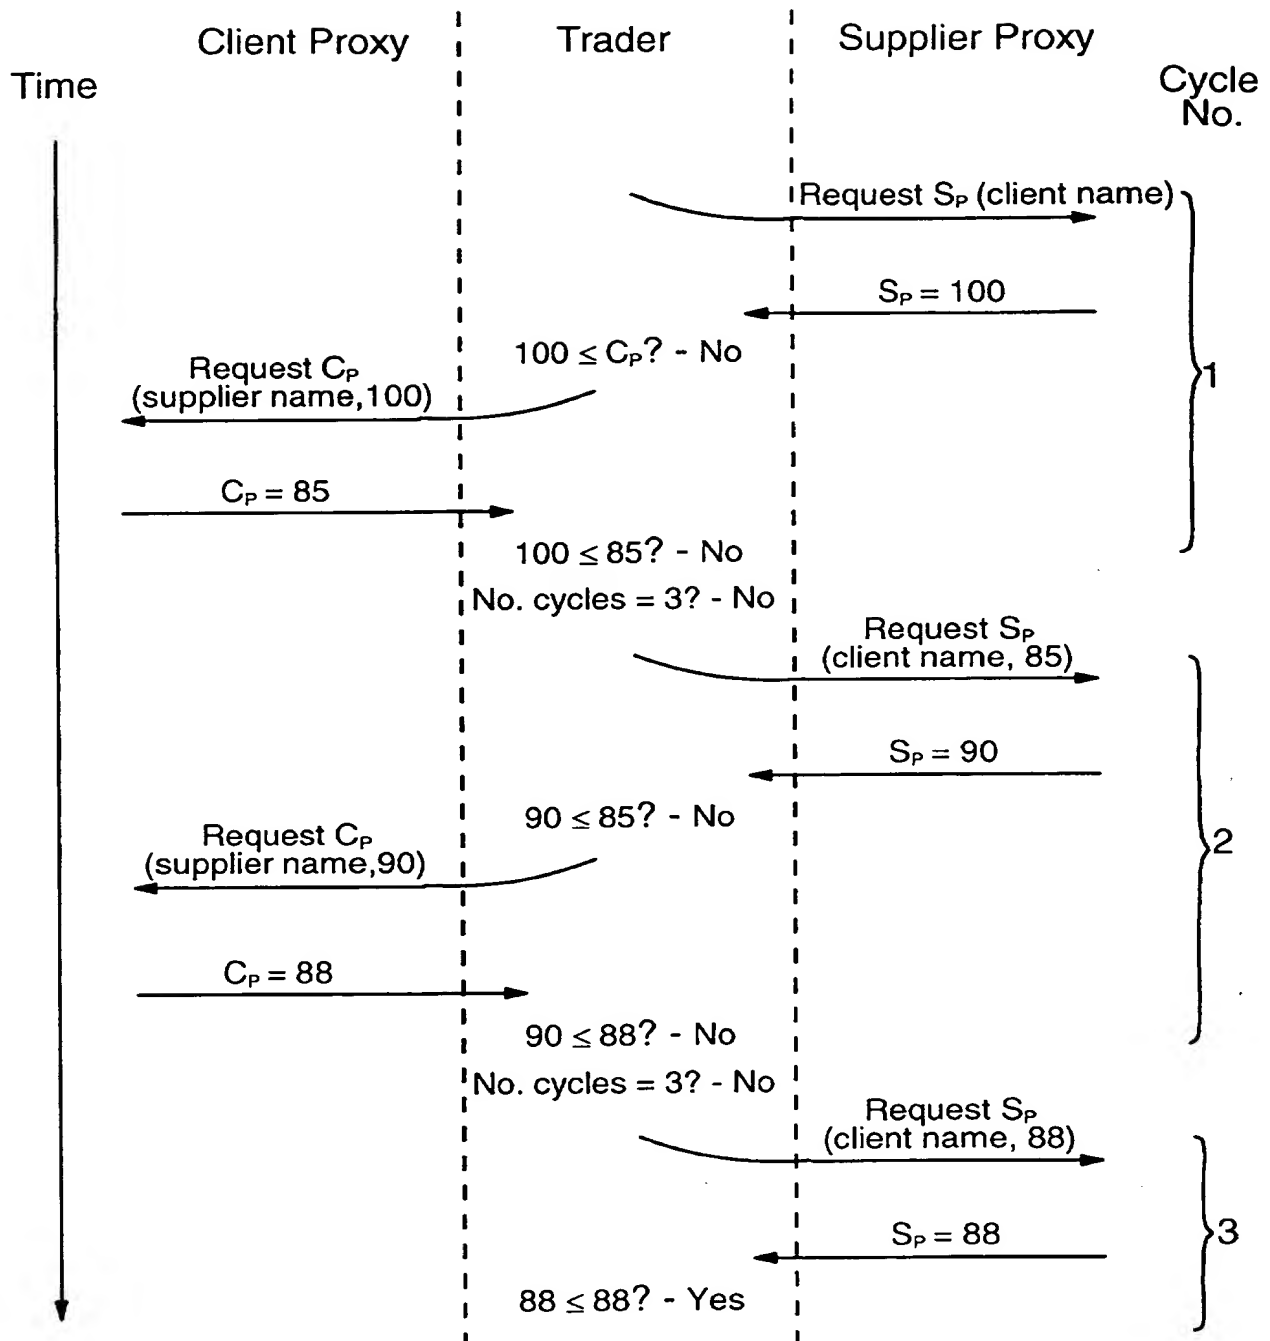 Client Proxy
Trader
Supplier Proxy
Time
Cycle
No.
Request SP (client name)
SP = 100
100 ≤ CP? - No
Request CP
(supplier name,100)
1
CP = 85
100 ≤ 85? - No
No. cycles = 3? - No
Request SP
(client name, 85)
SP = 90
90 ≤ 85? - No
Request CP
(supplier name,90)
2
CP = 88
90 ≤ 88? - No
No. cycles = 3? - No
Request SP
(client name, 88)
SP = 88
3
88 ≤ 88? - Yes